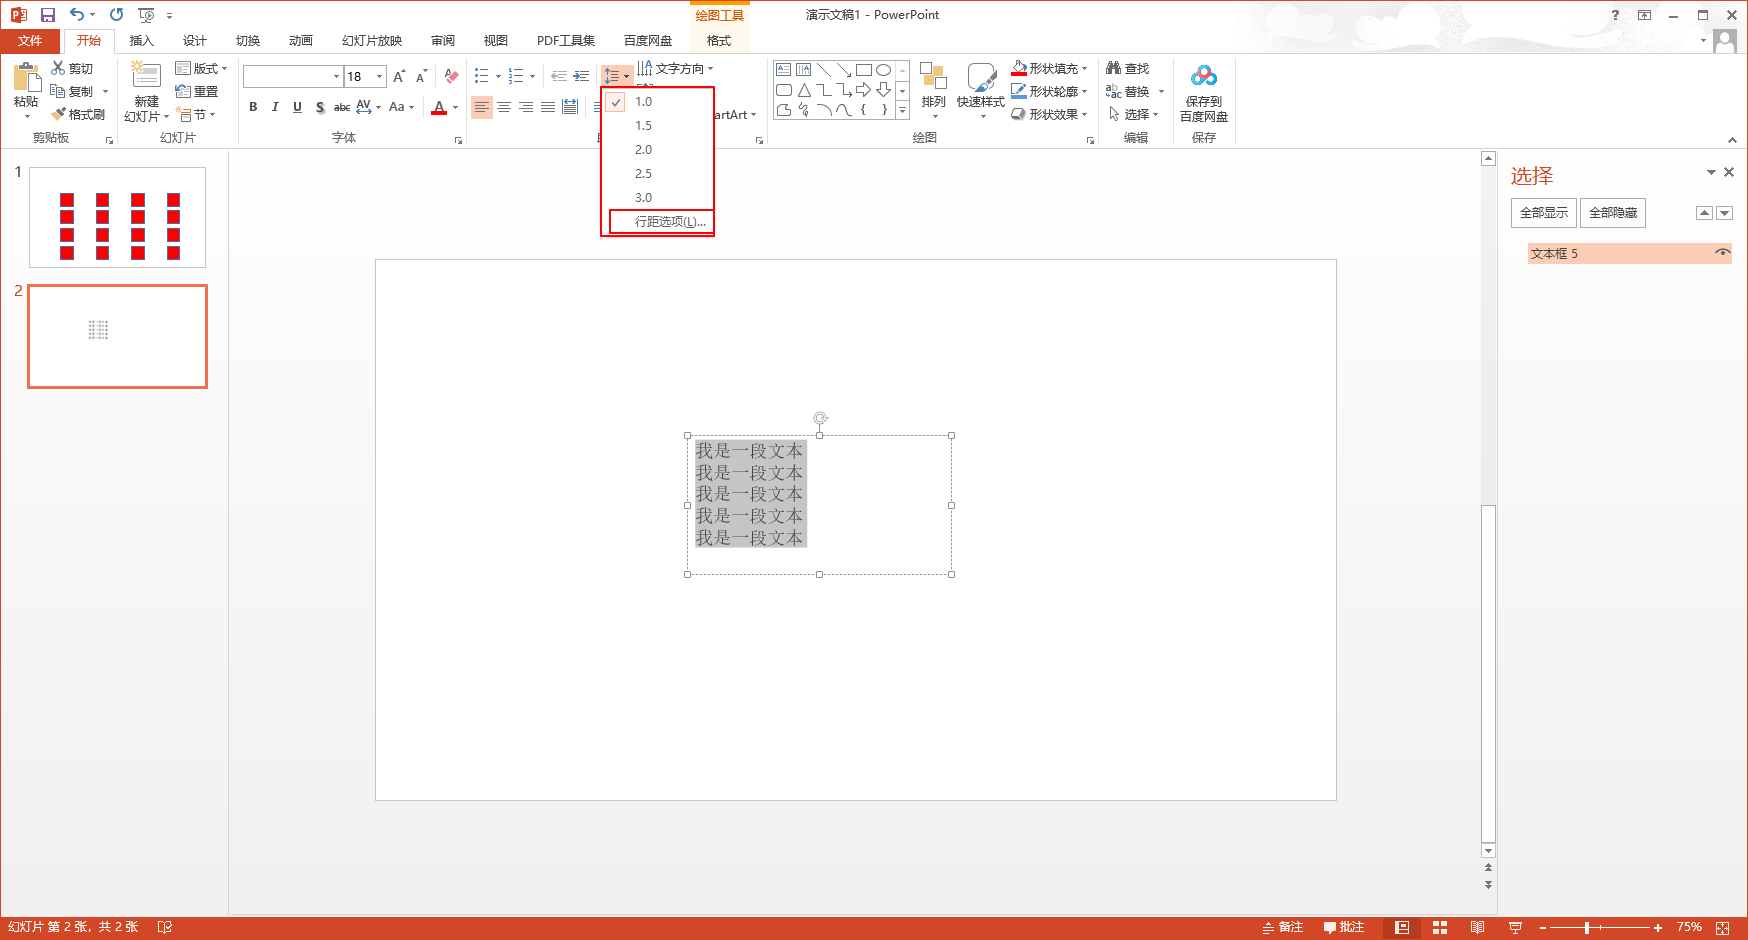 绘图工具
演示文稿1 - PowerPoint
?
文件 开始 插入 设计 切换 动画 幻灯片放映 审阅 视图 PDF工具集 百度网盘 格式
粘贴
剪切
复制
格式刷
剪贴板
新建
幻灯片
版式
重置
节
幻灯片
18
B I U S abc AV Aa A
字体
文字方向
artArt
1.0
1.5
2.0
2.5
3.0
行距选项(L)...
排列
快速样式
形状填充
形状轮廓
形状效果
绘图
查找
替换
选择
编辑
保存到
百度网盘
保存
1
2
我是一段文本
我是一段文本
我是一段文本
我是一段文本
我是一段文本
选择
全部显示 全部隐藏
文本框 5
幻灯片 第 2 张，共 2 张
备注 批注
75%